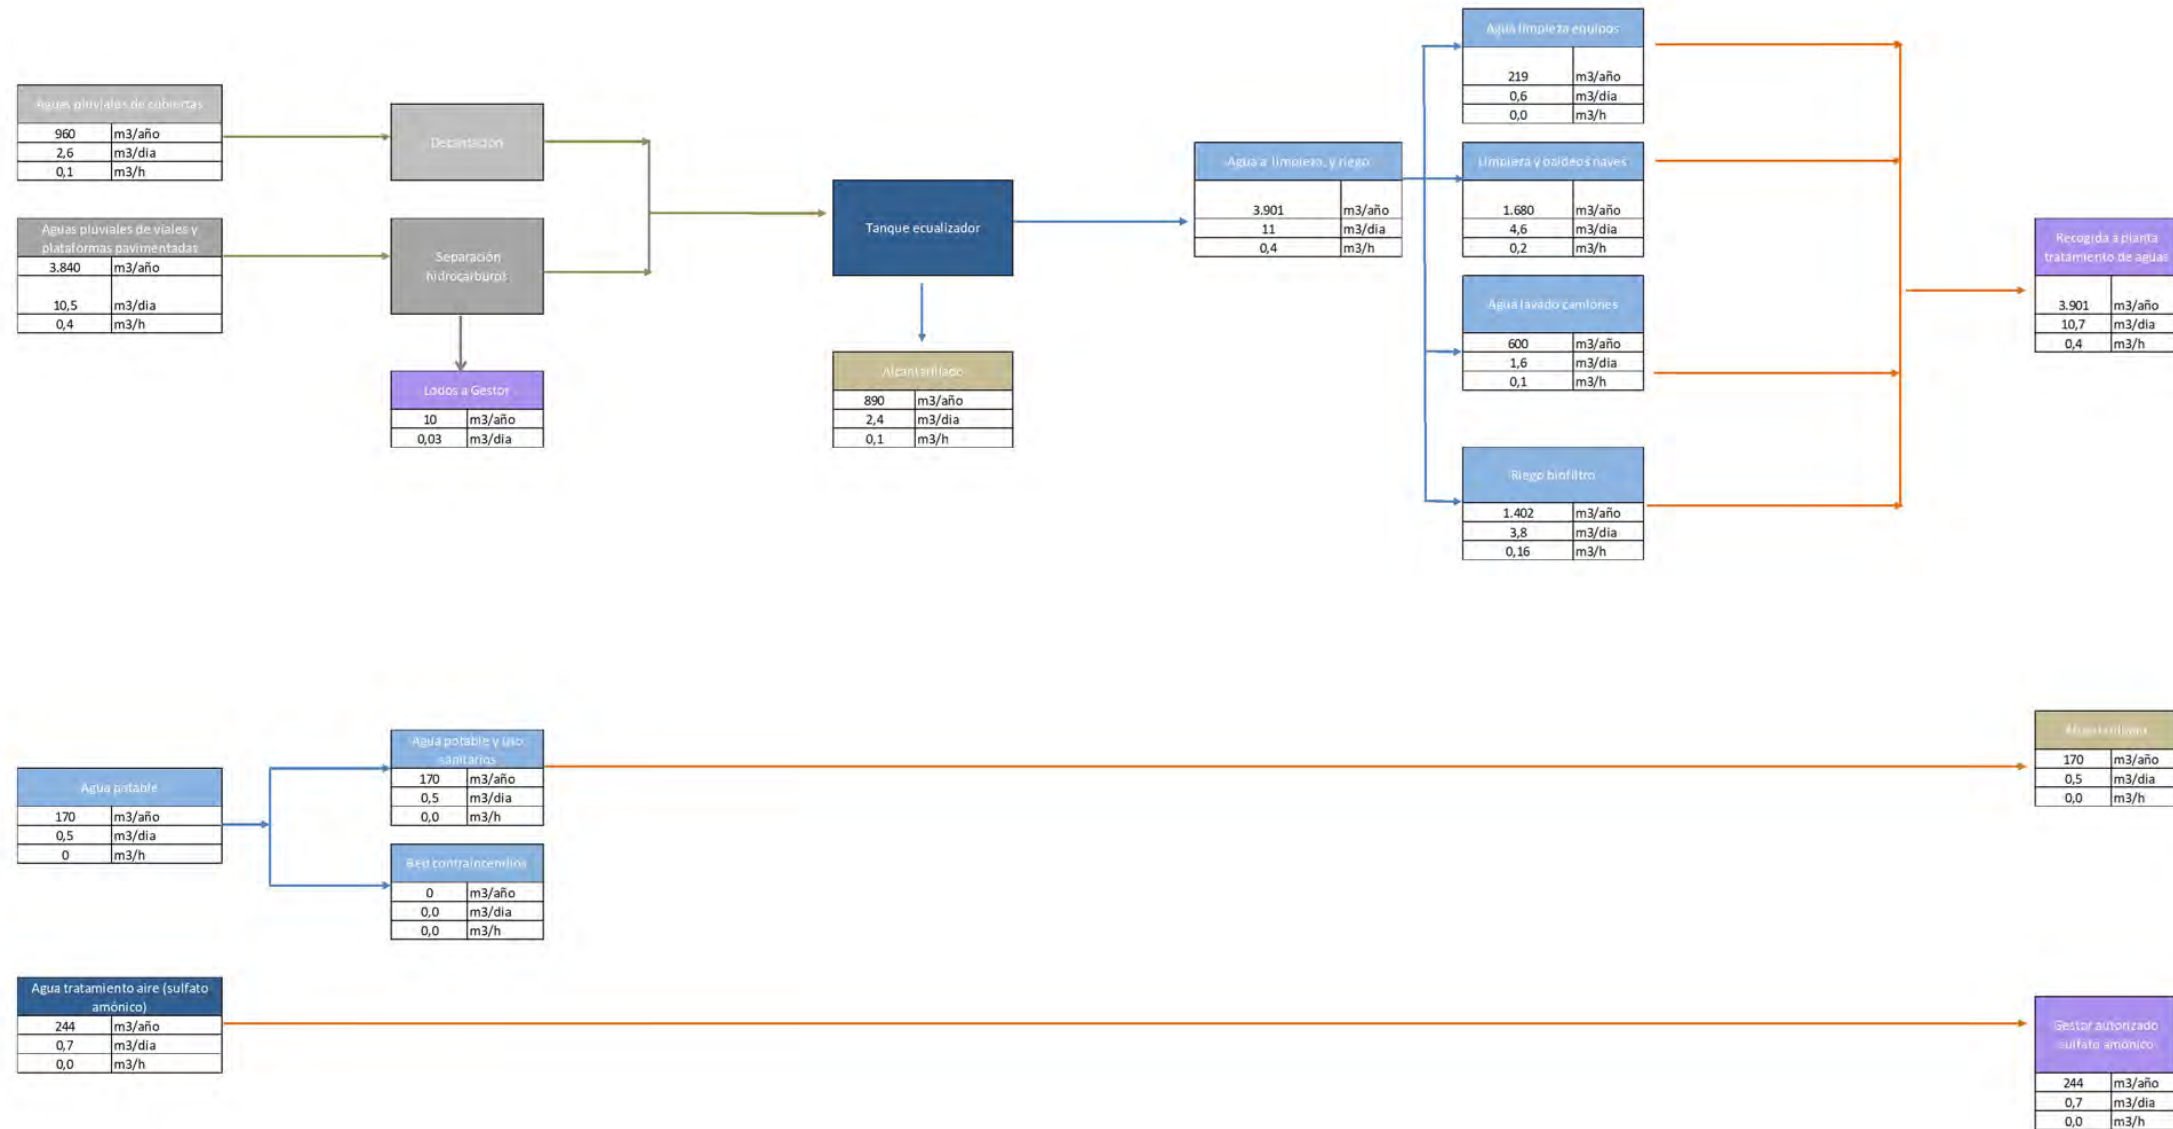 Aguas pluviales de cubiertas
960 m3/año
2,6 m3/dia
0,1 m3/h
Aguas pluviales de viales y
plataformas pavimentadas
3.840 m3/año
10,5 m3/dia
0,4 m3/h
Decantación
Separación
hidrocarburos
Lodos a Gestor
10 m3/año
0,03 m3/dia
Tanque ecualizador
Alcantarillado
890 m3/año
2,4 m3/dia
0,1 m3/h
Agua a limpieza, y riego
3.901 m3/año
11 m3/dia
0,4 m3/h
Agua limpieza equipos
219 m3/año
0,6 m3/dia
0,0 m3/h
Limpieza y baldeos naves
1.680 m3/año
4,6 m3/dia
0,2 m3/h
Agua lavado camiones
600 m3/año
1,6 m3/dia
0,1 m3/h
Riego biofiltro
1.402 m3/año
3,8 m3/dia
0,16 m3/h
Recogida a planta
tratamiento de aguas
3.901 m3/año
10,7 m3/dia
0,4 m3/h
Agua potable
170 m3/año
0,5 m3/dia
0 m3/h
Agua potable y uso
sanitarios
170 m3/año
0,5 m3/dia
0,0 m3/h
Red contraincendios
0 m3/año
0,0 m3/dia
0,0 m3/h
Alcantarillado
170 m3/año
0,5 m3/dia
0,0 m3/h
Agua tratamiento aire (sulfato
amónico)
244 m3/año
0,7 m3/dia
0,0 m3/h
Gestor autorizado
sulfato amónico
244 m3/año
0,7 m3/dia
0,0 m3/h